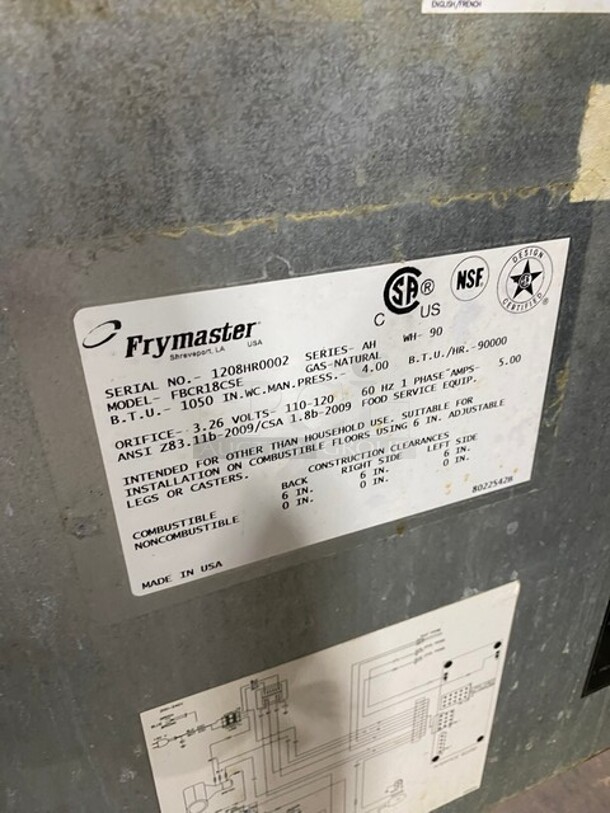 ENGLISH/FRENCH
Frymaster
Shreveport, LA USA
CSA ®
C US
NSF
DESIGN
CERTIFIED
SERIAL NO.- 1208HR0002 SERIES- AH WH- 90
MODEL- FBCR18CSE GAS-NATURAL
B.T.U.- 1050 IN.WC.MAN.PRESS.- 4.00 B.T.U./HR.-90000
ORIFICE- 3.26 VOLTS- 110-120 60 HZ 1 PHASE AMPS- 5.00
ANSI Z83.11b-2009/CSA 1.8b-2009 FOOD SERVICE EQUIP.
INTENDED FOR OTHER THAN HOUSEHOLD USE. SUITABLE FOR
INSTALLATION ON COMBUSTIBLE FLOORS USING 6 IN. ADJUSTABLE
LEGS OR CASTERS.
CONSTRUCTION CLEARANCES
BACK RIGHT SIDE LEFT SIDE
COMBUSTIBLE 6 IN. 6 IN. 6 IN.
NONCOMBUSTIBLE 0 IN. 0 IN. 0 IN.
8022542B
MADE IN USA